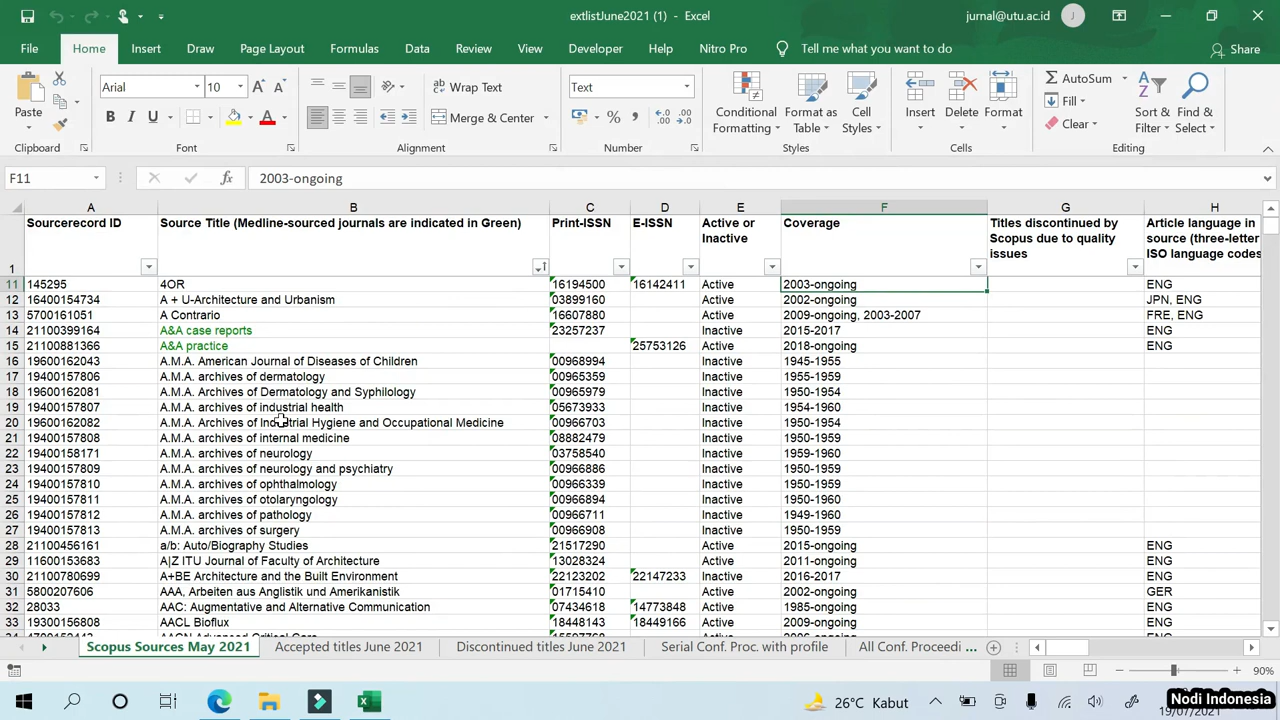 extlistJune2021 (1) - Excel
jurnal@utu.ac.id
J
File Home Insert Draw Page Layout Formulas Data Review View Developer Help Nitro Pro Tell me what you want to do Share
Arial 10 Wrap Text Text AutoSum
Paste B I U Merge & Center % Conditional Formatting Format as Table Cell Styles Insert Delete Format Fill Clear Sort & Filter Find & Select
Clipboard Font Alignment Number Styles Cells Editing
F11 fx 2003-ongoing
A B C D E F G H
1 Sourcerecord ID Source Title (Medline-sourced journals are indicated in Green) Print-ISSN E-ISSN Active or Inactive Coverage Titles discontinued by Scopus due to quality issues Article language in source (three-letter ISO language codes
11 145295 4OR 16194500 16142411 Active 2003-ongoing ENG
12 16400154734 A + U-Architecture and Urbanism 03899160 Active 2002-ongoing JPN, ENG
13 5700161051 A Contrario 16607880 Active 2009-ongoing, 2003-2007 FRE, ENG
14 21100399164 A&A case reports 23257237 Inactive 2015-2017 ENG
15 21100881366 A&A practice 25753126 Active 2018-ongoing ENG
16 19600162043 A.M.A. American Journal of Diseases of Children 00968994 Inactive 1945-1955
17 19400157806 A.M.A. archives of dermatology 00965359 Inactive 1955-1959
18 19600162081 A.M.A. Archives of Dermatology and Syphilology 00965979 Inactive 1950-1954
19 19400157807 A.M.A. archives of industrial health 05673933 Inactive 1954-1960
20 19600162082 A.M.A. Archives of Industrial Hygiene and Occupational Medicine 00966703 Inactive 1950-1954
21 19400157808 A.M.A. archives of internal medicine 08882479 Inactive 1950-1959
22 19400158171 A.M.A. archives of neurology 03758540 Inactive 1959-1960
23 19400157809 A.M.A. archives of neurology and psychiatry 00966886 Inactive 1950-1959
24 19400157810 A.M.A. archives of ophthalmology 00966339 Inactive 1950-1959
25 19400157811 A.M.A. archives of otolaryngology 00966894 Inactive 1950-1960
26 19400157812 A.M.A. archives of pathology 00966711 Inactive 1949-1960
27 19400157813 A.M.A. archives of surgery 00966908 Inactive 1950-1959
28 21100456161 a/b: Auto/Biography Studies 21517290 Active 2015-ongoing ENG
29 11600153683 A|Z ITU Journal of Faculty of Architecture 13028324 Active 2011-ongoing ENG
30 21100780699 A+BE Architecture and the Built Environment 22123202 22147233 Inactive 2016-2017 ENG
31 5800207606 AAA, Arbeiten aus Anglistik und Amerikanistik 01715410 Active 2002-ongoing GER
32 28033 AAC: Augmentative and Alternative Communication 07434618 14773848 Active 1985-ongoing ENG
33 19300156808 AACL Bioflux 18448143 18449166 Active 2009-ongoing ENG
Scopus Sources May 2021 Accepted titles June 2021 Discontinued titles June 2021 Serial Conf. Proc. with profile All Conf. Proceedi ...
90%
26°C Kabut
Nodi Indonesia